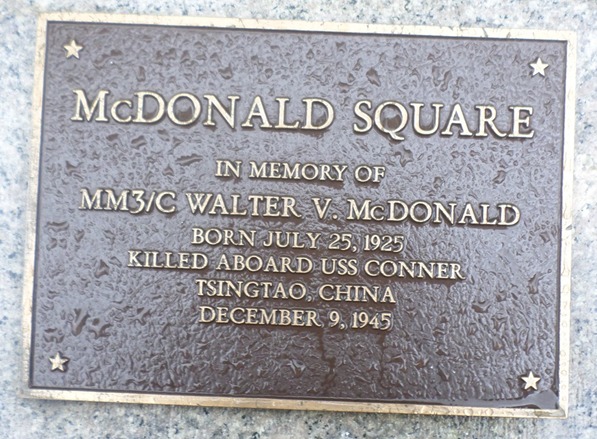 McDONALD SQUARE
IN MEMORY OF
MM3/C WALTER V. McDONALD
BORN JULY 25, 1925
KILLED ABOARD USS CONNER
TSINGTAO, CHINA
DECEMBER 9, 1945